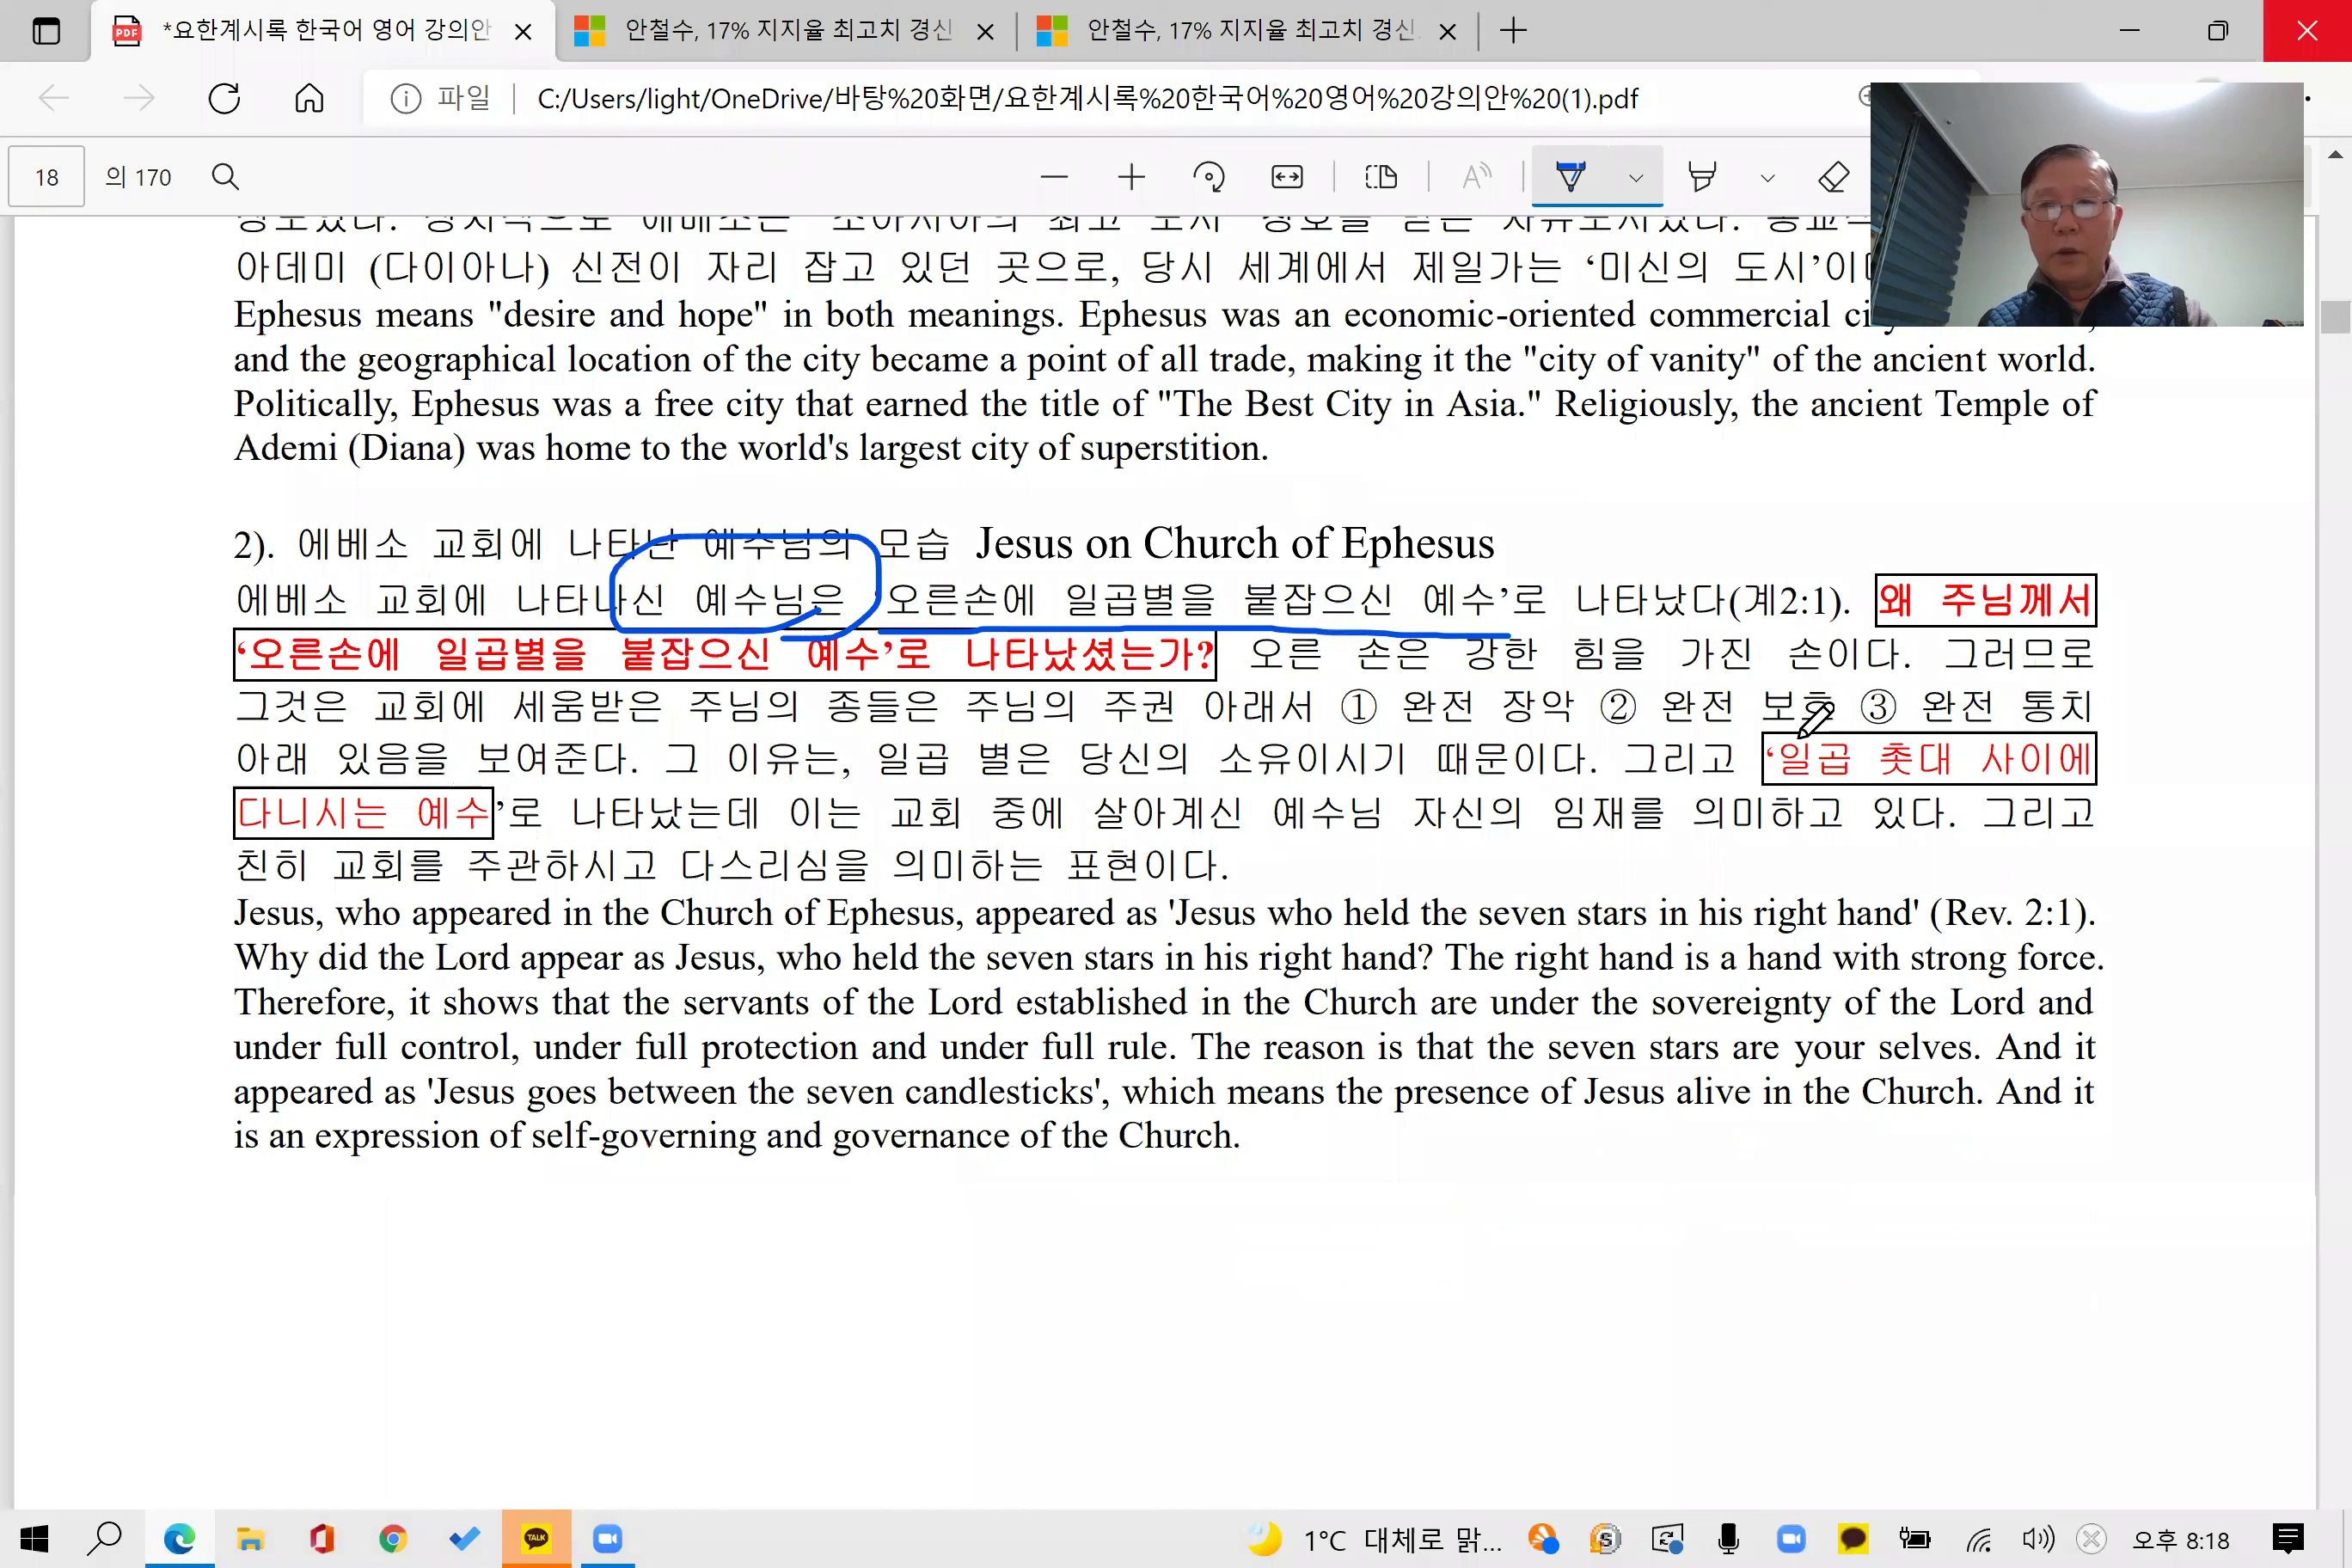 *요한계시록 한국어 영어 강의안
안철수, 17% 지지율 최고치 경신
안철수, 17% 지지율 최고치 경신
파일
C:/Users/light/OneDrive/바탕%20화면/요한계시록%20한국어%20영어%20강의안%20(1).pdf
18 의 170
아데미 (다이아나) 신전이 자리 잡고 있던 곳으로, 당시 세계에서 제일가는 ‘미신의 도시’이
Ephesus means "desire and hope" in both meanings. Ephesus was an economic-oriented commercial
and the geographical location of the city became a point of all trade, making it the "city of vanity" of the ancient world.
Politically, Ephesus was a free city that earned the title of "The Best City in Asia." Religiously, the ancient Temple of
Ademi (Diana) was home to the world's largest city of superstition.
2). 에베소 교회에 나타난 예수님의 모습 Jesus on Church of Ephesus
에베소 교회에 나타나신 예수님은 ‘오른손에 일곱별을 붙잡으신 예수’로 나타났다(계2:1). 왜 주님께서
‘오른손에 일곱별을 붙잡으신 예수’로 나타났셨는가? 오른 손은 강한 힘을 가진 손이다. 그러므로
그것은 교회에 세움받은 주님의 종들은 주님의 주권 아래서 ① 완전 장악 ② 완전 보호 ③ 완전 통치
아래 있음을 보여준다. 그 이유는, 일곱 별은 당신의 소유이시기 때문이다. 그리고 ‘일곱 촛대 사이에
다니시는 예수’로 나타났는데 이는 교회 중에 살아계신 예수님 자신의 임재를 의미하고 있다. 그리고
친히 교회를 주관하시고 다스리심을 의미하는 표현이다.
Jesus, who appeared in the Church of Ephesus, appeared as 'Jesus who held the seven stars in his right hand' (Rev. 2:1).
Why did the Lord appear as Jesus, who held the seven stars in his right hand? The right hand is a hand with strong force.
Therefore, it shows that the servants of the Lord established in the Church are under the sovereignty of the Lord and
under full control, under full protection and under full rule. The reason is that the seven stars are your selves. And it
appeared as 'Jesus goes between the seven candlesticks', which means the presence of Jesus alive in the Church. And it
is an expression of self-governing and governance of the Church.
TALK
1°C 대체로 맑... 오후 8:18